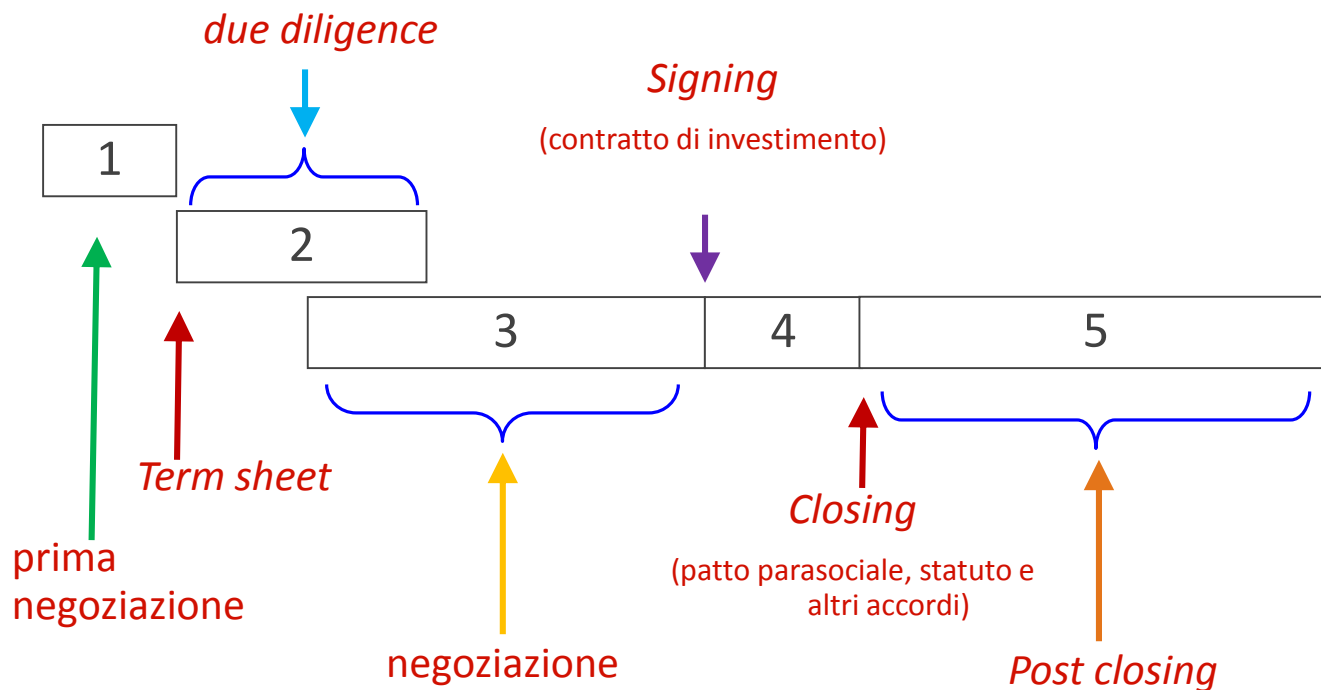 due diligence
Signing
(contratto di investimento)
1
2
3
4
5
Term sheet
Closing
prima
negoziazione
(patto parasociale, statuto e
altri accordi)
negoziazione
Post closing